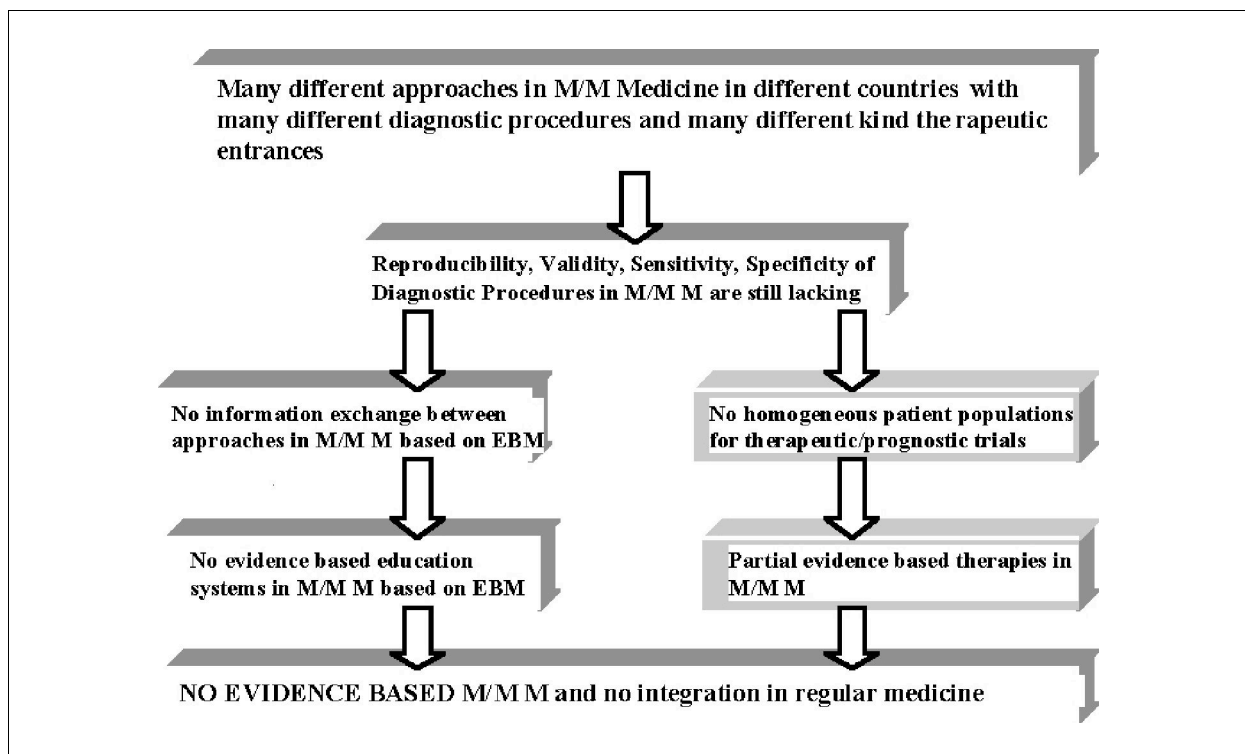 Many different approaches in M/M Medicine in different countries with
many different diagnostic procedures and many different kind the rapeutic
entrances
Reproducibility, Validity, Sensitivity, Specificity of
Diagnostic Procedures in M/M M are still lacking
No information exchange between
approaches in M/M M based on EBM
No homogeneous patient populations
for therapeutic/prognostic trials
No evidence based education
systems in M/M M based on EBM
Partial evidence based therapies in
M/M M
NO EVIDENCE BASED M/M M and no integration in regular medicine